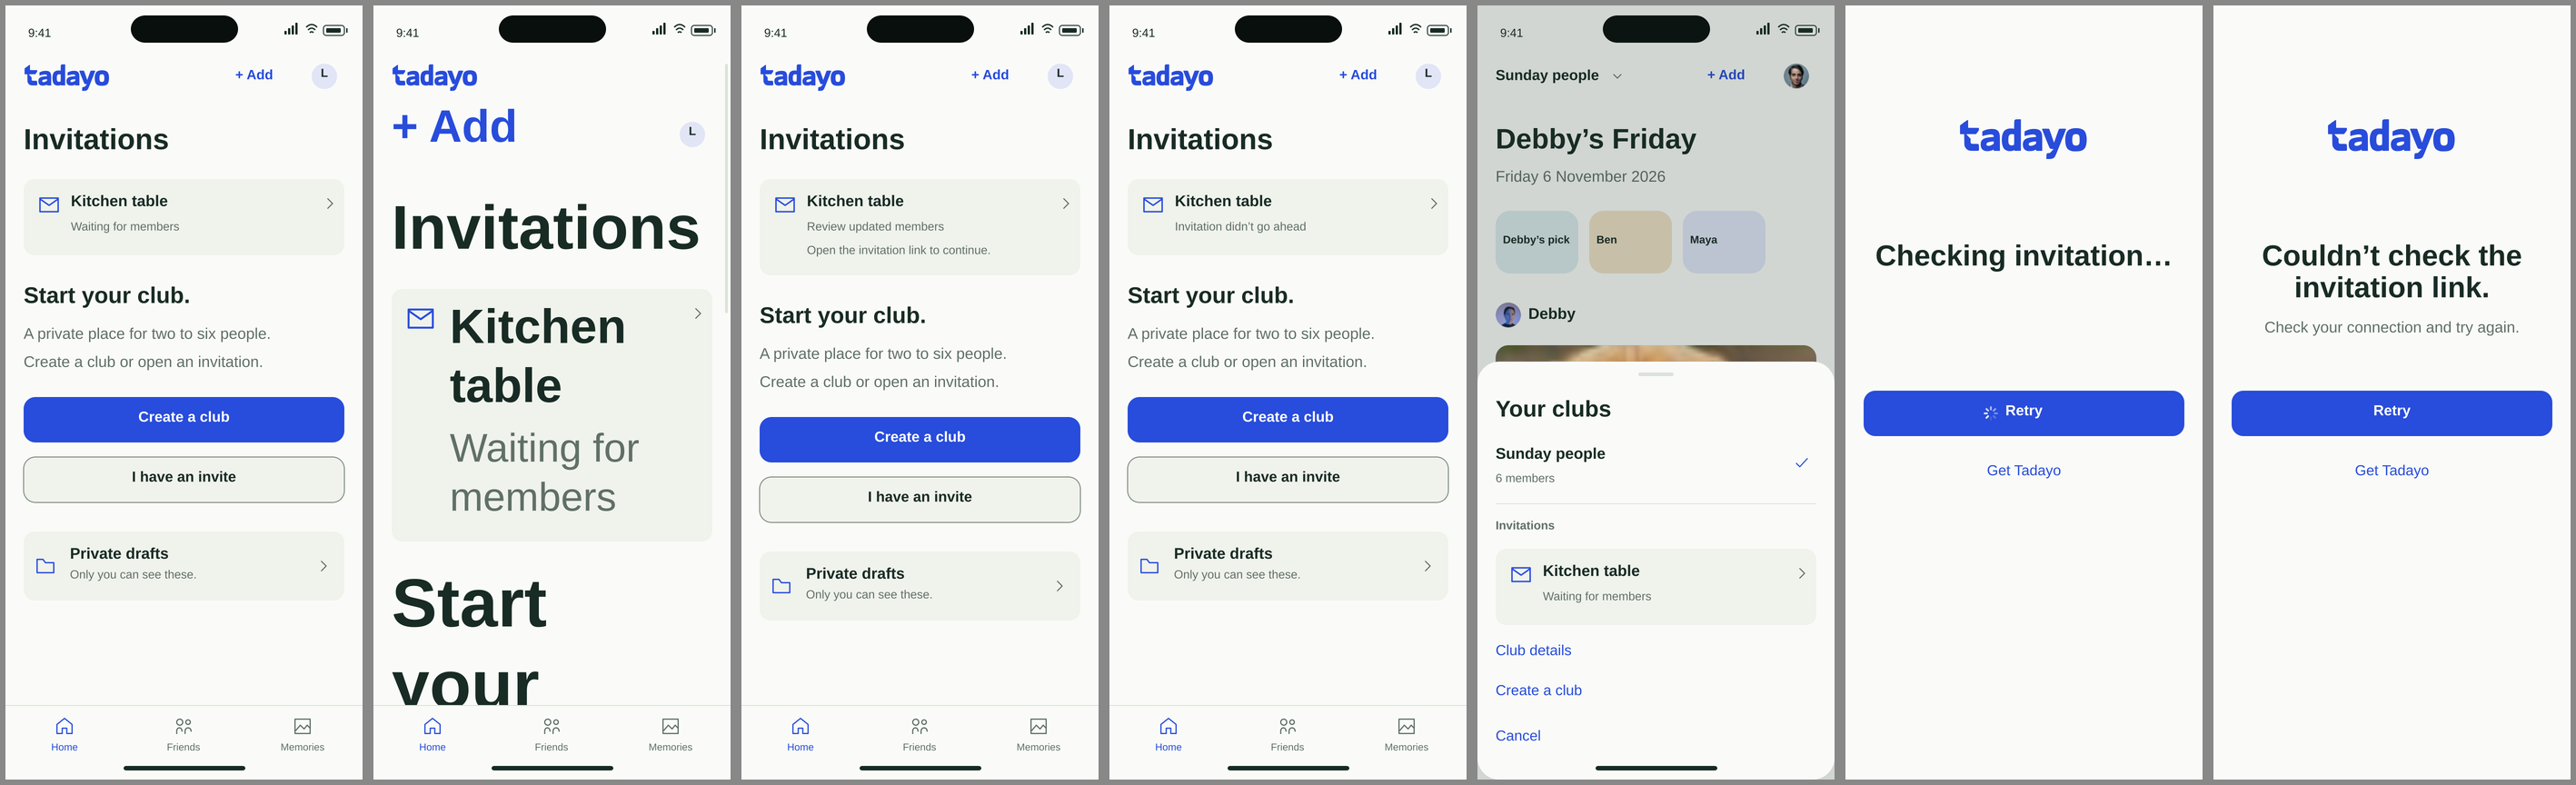 9:41
tadayo
+ Add
L
Invitations
Kitchen table
Waiting for members
Start your club.
A private place for two to six people.
Create a club or open an invitation.
Create a club
I have an invite
Private drafts
Only you can see these.
Home
Friends
Memories
9:41
tadayo
+ Add
L
Invitations
Kitchen
table
Waiting for
members
Start
your
Home
Friends
Memories
9:41
tadayo
+ Add
L
Invitations
Kitchen table
Review updated members
Open the invitation link to continue.
Start your club.
A private place for two to six people.
Create a club or open an invitation.
Create a club
I have an invite
Private drafts
Only you can see these.
Home
Friends
Memories
9:41
tadayo
+ Add
L
Invitations
Kitchen table
Invitation didn’t go ahead
Start your club.
A private place for two to six people.
Create a club or open an invitation.
Create a club
I have an invite
Private drafts
Only you can see these.
Home
Friends
Memories
9:41
Sunday people
+ Add
Debby’s Friday
Friday 6 November 2026
Debby’s pick
Ben
Maya
Debby
Your clubs
Sunday people
6 members
Invitations
Kitchen table
Waiting for members
Club details
Create a club
Cancel
tadayo
Checking invitation…
Retry
Get Tadayo
tadayo
Couldn’t check the
invitation link.
Check your connection and try again.
Retry
Get Tadayo